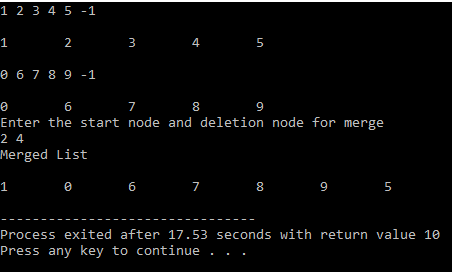 1 2 3 4 5 -1
1 2 3 4 5
0 6 7 8 9 -1
0 6 7 8 9
Enter the start node and deletion node for merge
2 4
Merged List
1 0 6 7 8 9 5
--------------------------------
Process exited after 17.53 seconds with return value 10
Press any key to continue . . .